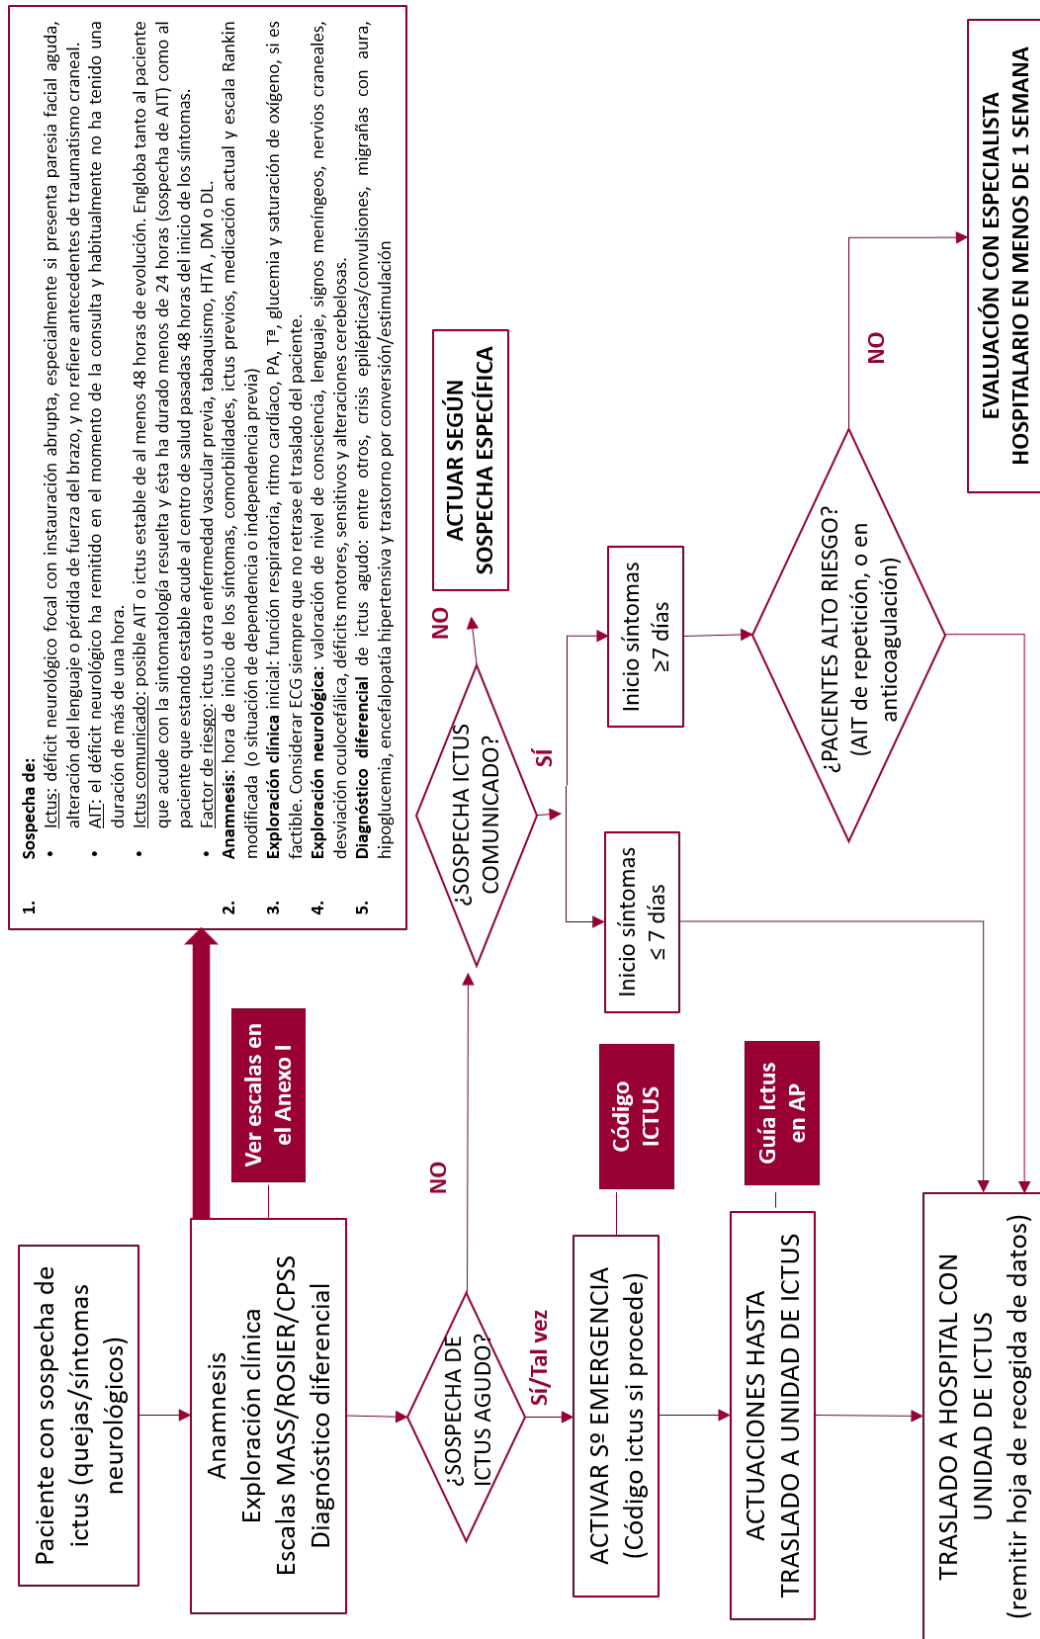 Paciente con sospecha de
ictus (quejas/síntomas
neurológicos)
Anamnesis
Exploración clínica
Escalas MASS/ROSIER/CPSS
Diagnóstico diferencial
Ver escalas en
el Anexo I
1. Sospecha de:
• Ictus: déficit neurológico focal con instauración abrupta, especialmente si presenta paresia facial aguda,
alteración del lenguaje o pérdida de fuerza del brazo, y no refiere antecedentes de traumatismo craneal.
• AIT: el déficit neurológico ha remitido en el momento de la consulta y habitualmente no ha tenido una
duración de más de una hora.
• Ictus comunicado: posible AIT o ictus estable de al menos 48 horas de evolución. Engloba tanto al paciente
que acude con la sintomatología resuelta y ésta ha durado menos de 24 horas (sospecha de AIT) como al
paciente que estando estable acude al centro de salud pasadas 48 horas del inicio de los síntomas.
• Factor de riesgo: ictus u otra enfermedad vascular previa, tabaquismo, HTA , DM o DL.
2. Anamnesis: hora de inicio de los síntomas, comorbilidades, ictus previos, medicación actual y escala Rankin
modificada (o situación de dependencia o independencia previa)
3. Exploración clínica inicial: función respiratoria, ritmo cardíaco, PA, Tª, glucemia y saturación de oxígeno, si es
factible. Considerar ECG siempre que no retrase el traslado del paciente.
4. Exploración neurológica: valoración de nivel de consciencia, lenguaje, signos meníngeos, nervios craneales,
desviación oculocefálica, déficits motores, sensitivos y alteraciones cerebelosas.
5. Diagnóstico diferencial de ictus agudo: entre otros, crisis epilépticas/convulsiones, migrañas con aura,
hipoglucemia, encefalopatía hipertensiva y trastorno por conversión/estimulación
¿SOSPECHA DE
ICTUS AGUDO?
NO
Sí/Tal vez
¿SOSPECHA ICTUS
COMUNICADO?
NO
SÍ
ACTUAR SEGÚN
SOSPECHA ESPECÍFICA
ACTIVAR Sº EMERGENCIA
(Código ictus si procede)
Código
ICTUS
Inicio síntomas
≤ 7 días
Inicio síntomas
≥7 días
ACTUACIONES HASTA
TRASLADO A UNIDAD DE ICTUS
Guía Ictus
en AP
¿PACIENTES ALTO RIESGO?
(AIT de repetición, o en
anticoagulación)
NO
TRASLADO A HOSPITAL CON
UNIDAD DE ICTUS
(remitir hoja de recogida de datos)
EVALUACIÓN CON ESPECIALISTA
HOSPITALARIO EN MENOS DE 1 SEMANA